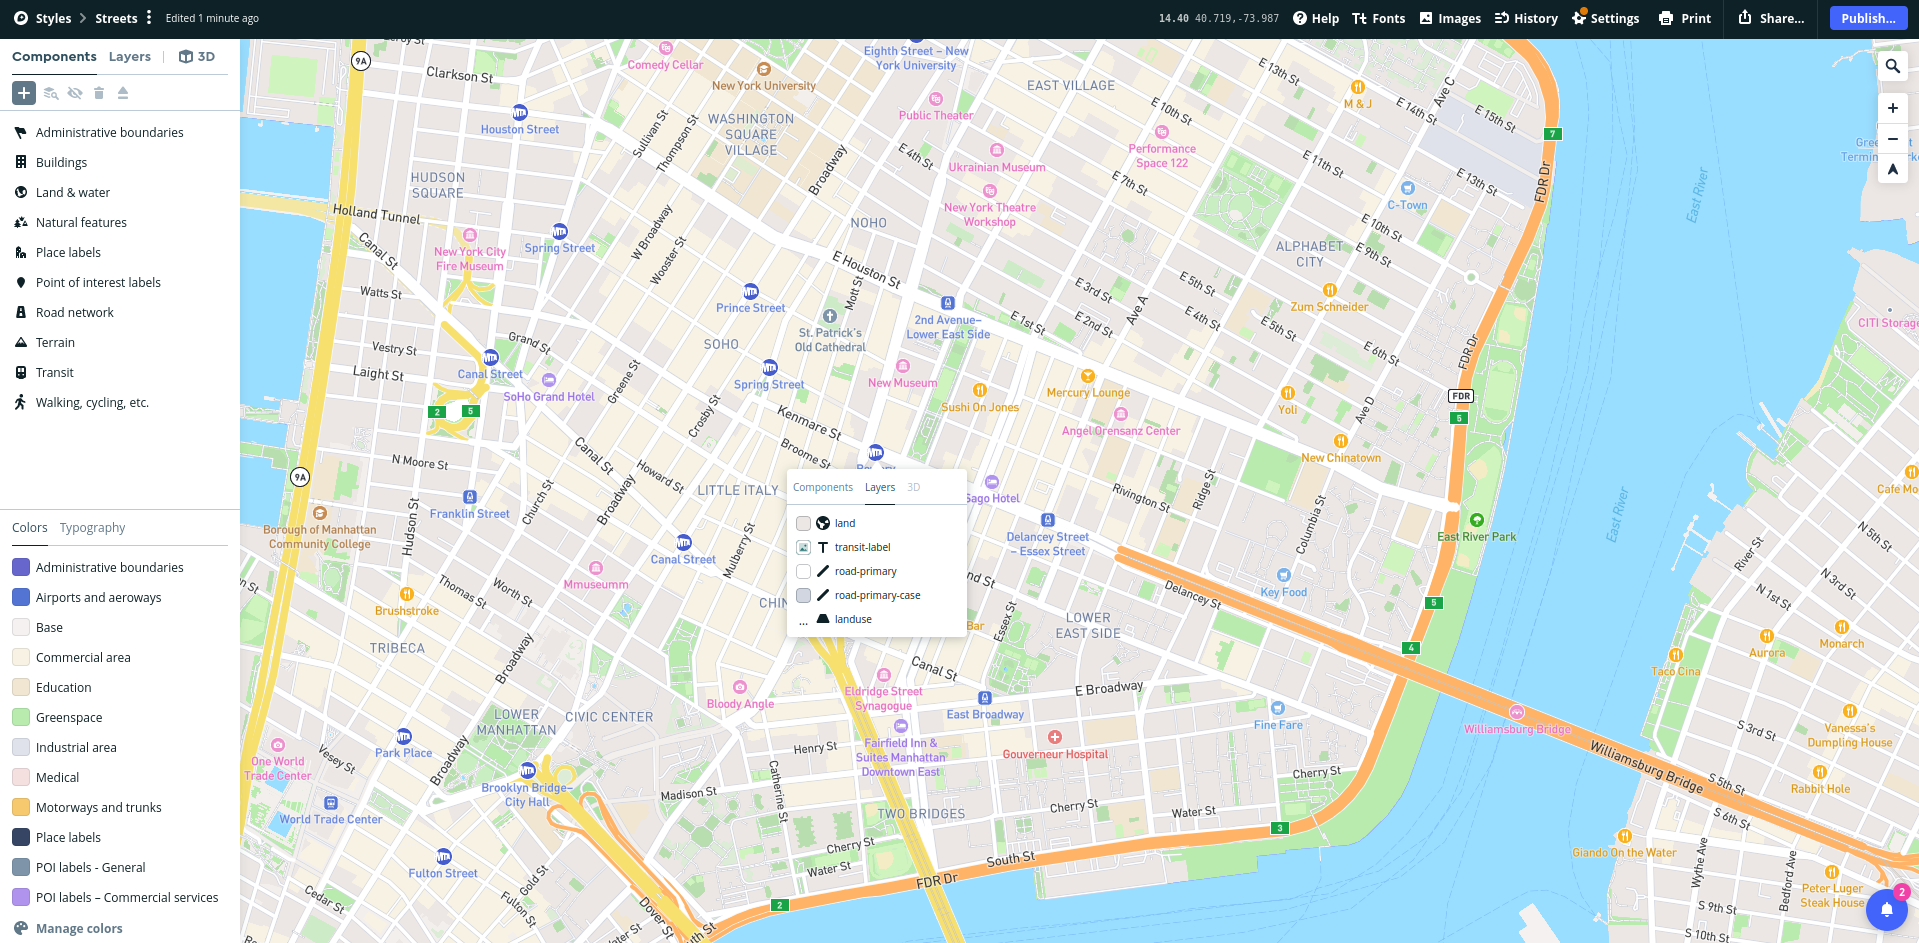 Styles
Streets
Edited 1 minute ago
14.40 40.719,-73.987
Help
Fonts
Images
History
Settings
Print
Share...
Publish...
Components
Layers
3D
Administrative boundaries
Buildings
Land & water
Natural features
Place labels
Point of interest labels
Road network
Terrain
Transit
Walking, cycling, etc.
Colors
Typography
Administrative boundaries
Airports and aeroways
Base
Commercial area
Education
Greenspace
Industrial area
Medical
Motorways and trunks
Place labels
POI labels - General
POI labels – Commercial services
Manage colors
9A
Clarkson St
Comedy Cellar
New York University
Eighth Street – New
York University
EAST VILLAGE
E 13th St
M & J
Ave C
E 14th St
E 15th St
7
Houston Street
Sullivan St
Thompson St
WASHINGTON
SQUARE
VILLAGE
Public Theater
E 10th St
Performance
Space 122
E 4th St
Ukrainian Museum
E 11th St
E 13th St
FDR Dr
HUDSON
SQUARE
Broadway
E 7th St
C-Town
East River
Holland Tunnel
New York Theatre
Workshop
NOHO
E 10th St
Canal St
New York City
Fire Museum
Spring Street
W Broadway
Wooster St
E Houston St
ALPHABET
CITY
E 9th St
Watts St
Prince Street
Mott St
E 3rd St
E 5th St
Zum Schneider
St. Patrick's
Old Cathedral
2nd Avenue–
Lower East Side
E 1st St
E 2nd St
Ave A
E 4th St
E 5th St
E 6th St
CITI Storage
Vestry St
Grand St
SOHO
FDR Dr
Laight St
Canal Street
SoHo Grand Hotel
Greene St
Spring Street
New Museum
Sushi On Jones
Mercury Lounge
Yoli
Ave D
FDR
5
2
5
Crosby St
Kenmare St
Angel Orensanz Center
New Chinatown
N Moore St
Canal St
Broome St
9A
Howard St
LITTLE ITALY
Sago Hotel
Rivington St
Ridge St
Columbia St
Café Mo
Franklin Street
Church St
Broadway
Borough of Manhattan
Community College
Hudson St
Canal Street
Mulberry St
Delancey Street
– Essex Street
East River Park
East River
N 5th St
River St
Components
Layers
3D
land
transit-label
road-primary
road-primary-case
landuse
Mmuseumm
Thomas St
Worth St
Brushstroke
Key Food
Delancey St
5
N 3rd St
N 1st St
Essex St
LOWER
EAST SIDE
TRIBECA
4
Monarch
Aurora
Taco Cina
Broadway
Canal St
Eldridge Street
Synagogue
Bloody Angle
E Broadway
East Broadway
Fine Fare
Williamsburg Bridge
LOWER
MANHATTAN
CIVIC CENTER
Park Place
Broadway
Vesey St
One World
Trade Center
Henry St
Fairfield Inn &
Suites Manhattan
Downtown East
Gouverneur Hospital
S 3rd St
Vanessa's
Dumpling House
Williamsburg Bridge
Brooklyn Bridge–
City Hall
Catherine St
Cherry St
S 5th St
Rabbit Hole
World Trade Center
Madison St
TWO BRIDGES
Cherry St
Water St
3
S 6th St
Giando On the Water
Fulton Street
Gold St
Water St
South St
FDR Dr
Wythe Ave
Bedford Ave
Peter Luger
Steak House
Cedar St
Fulton St
Dover St
2
S 9th St
S 10th St
2